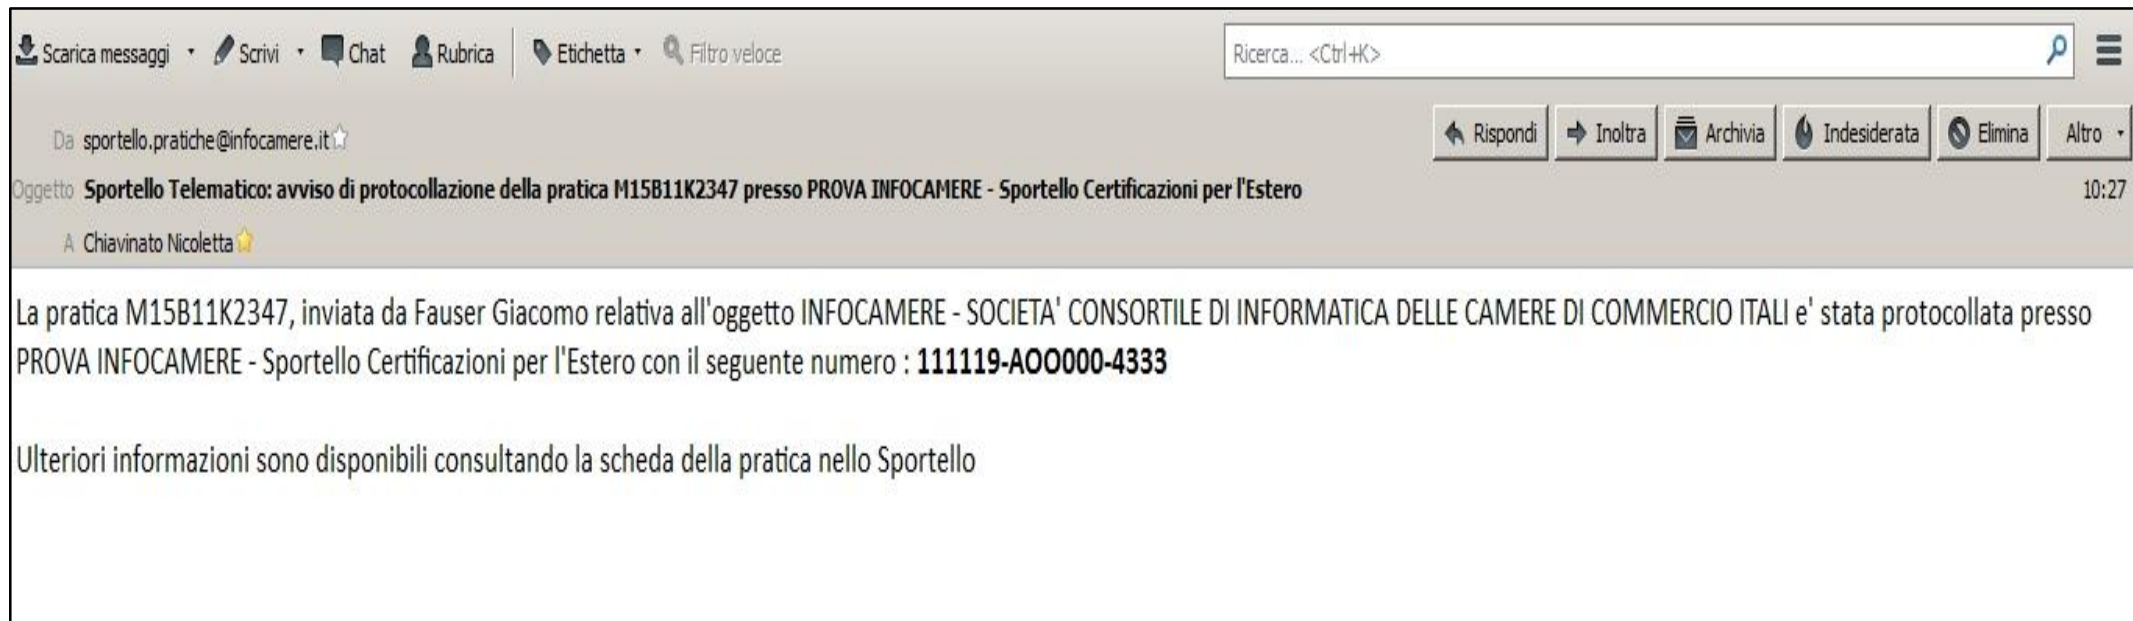 Scarica messaggi Scrivi Chat Rubrica Etichetta Filtro veloce Ricerca... <Ctrl+K>
Da sportello.pratiche@infocamere.it Rispondi Inoltra Archivia Indesiderata Elimina Altro
Oggetto Sportello Telematico: avviso di protocollazione della pratica M15B11K2347 presso PROVA INFOCAMERE - Sportello Certificazioni per l'Estero 10:27
A Chiavinato Nicoletta
La pratica M15B11K2347, inviata da Fauser Giacomo relativa all'oggetto INFOCAMERE - SOCIETA' CONSORTILE DI INFORMATICA DELLE CAMERE DI COMMERCIO ITALI e' stata protocollata presso
PROVA INFOCAMERE - Sportello Certificazioni per l'Estero con il seguente numero : 111119-AOO000-4333
Ulteriori informazioni sono disponibili consultando la scheda della pratica nello Sportello